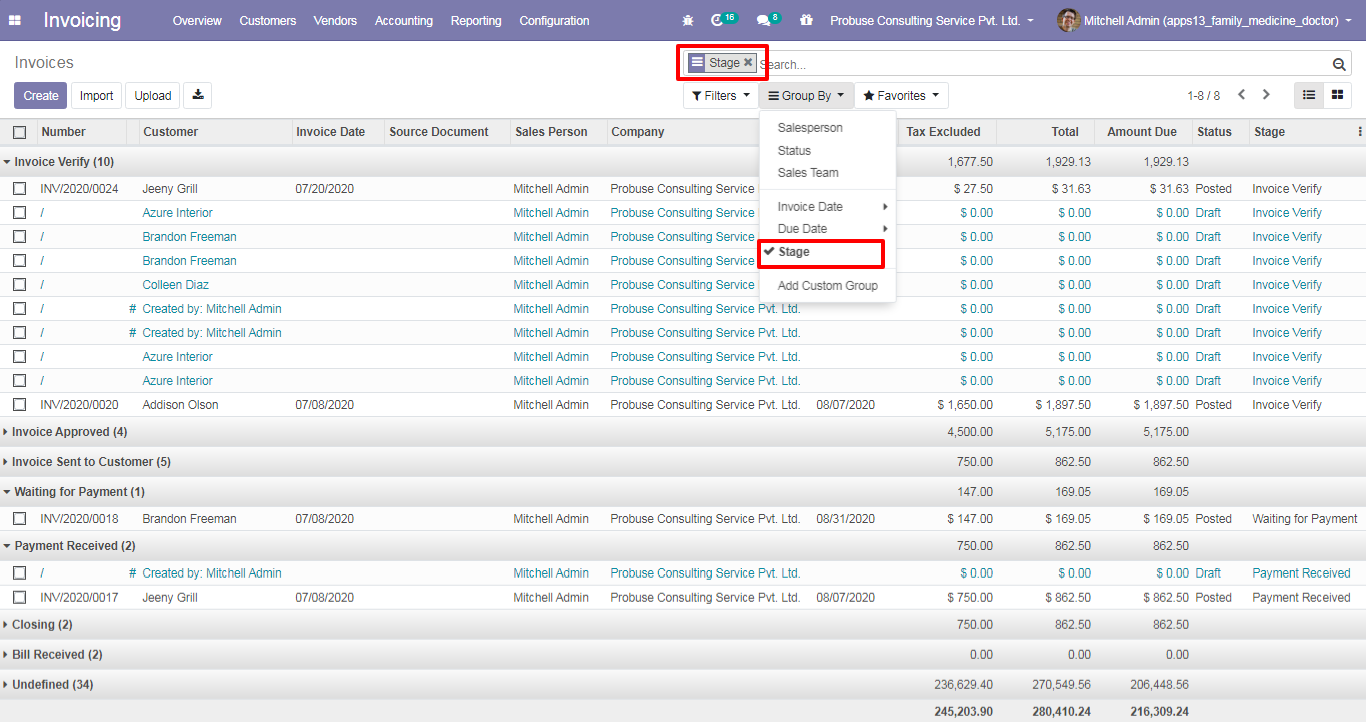 Invoicing Overview Customers Vendors Accounting Reporting Configuration 16 8 Probuse Consulting Service Pvt. Ltd. Mitchell Admin (apps13_family_medicine_doctor)
Invoices
Stage Search...
Create Import Upload
Filters Group By Favorites 1-8 / 8
Number Customer Invoice Date Source Document Sales Person Company Tax Excluded Total Amount Due Status Stage
Salesperson
Status
Sales Team
Invoice Date
Due Date
Stage
Add Custom Group
Invoice Verify (10) 1,677.50 1,929.13 1,929.13
INV/2020/0024 Jeeny Grill 07/20/2020 Mitchell Admin Probuse Consulting Service $ 27.50 $ 31.63 $ 31.63 Posted Invoice Verify
/ Azure Interior Mitchell Admin Probuse Consulting Service $ 0.00 $ 0.00 $ 0.00 Draft Invoice Verify
/ Brandon Freeman Mitchell Admin Probuse Consulting Service $ 0.00 $ 0.00 $ 0.00 Draft Invoice Verify
/ Brandon Freeman Mitchell Admin Probuse Consulting Service $ 0.00 $ 0.00 $ 0.00 Draft Invoice Verify
/ Colleen Diaz Mitchell Admin Probuse Consulting Service $ 0.00 $ 0.00 $ 0.00 Draft Invoice Verify
/ # Created by: Mitchell Admin Mitchell Admin Probuse Consulting Service Pvt. Ltd. $ 0.00 $ 0.00 $ 0.00 Draft Invoice Verify
/ # Created by: Mitchell Admin Mitchell Admin Probuse Consulting Service Pvt. Ltd. $ 0.00 $ 0.00 $ 0.00 Draft Invoice Verify
/ Azure Interior Mitchell Admin Probuse Consulting Service Pvt. Ltd. $ 0.00 $ 0.00 $ 0.00 Draft Invoice Verify
/ Azure Interior Mitchell Admin Probuse Consulting Service Pvt. Ltd. $ 0.00 $ 0.00 $ 0.00 Draft Invoice Verify
INV/2020/0020 Addison Olson 07/08/2020 Mitchell Admin Probuse Consulting Service Pvt. Ltd. 08/07/2020 $ 1,650.00 $ 1,897.50 $ 1,897.50 Posted Invoice Verify
Invoice Approved (4) 4,500.00 5,175.00 5,175.00
Invoice Sent to Customer (5) 750.00 862.50 862.50
Waiting for Payment (1) 147.00 169.05 169.05
INV/2020/0018 Brandon Freeman 07/08/2020 Mitchell Admin Probuse Consulting Service Pvt. Ltd. 08/31/2020 $ 147.00 $ 169.05 $ 169.05 Posted Waiting for Payment
Payment Received (2) 750.00 862.50 862.50
/ # Created by: Mitchell Admin Mitchell Admin Probuse Consulting Service Pvt. Ltd. $ 0.00 $ 0.00 $ 0.00 Draft Payment Received
INV/2020/0017 Jeeny Grill 07/08/2020 Mitchell Admin Probuse Consulting Service Pvt. Ltd. 08/07/2020 $ 750.00 $ 862.50 $ 862.50 Posted Payment Received
Closing (2) 750.00 862.50 862.50
Bill Received (2) 0.00 0.00 0.00
Undefined (34) 236,629.40 270,549.56 206,448.56
245,203.90 280,410.24 216,309.24